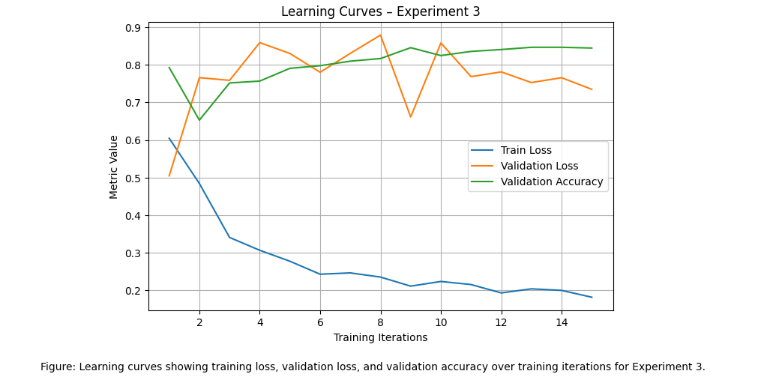 Learning Curves – Experiment 3
Metric Value
0.9
0.8
0.7
0.6
0.5
0.4
0.3
0.2
Train Loss
Validation Loss
Validation Accuracy
2 4 6 8 10 12 14
Training Iterations
Figure: Learning curves showing training loss, validation loss, and validation accuracy over training iterations for Experiment 3.